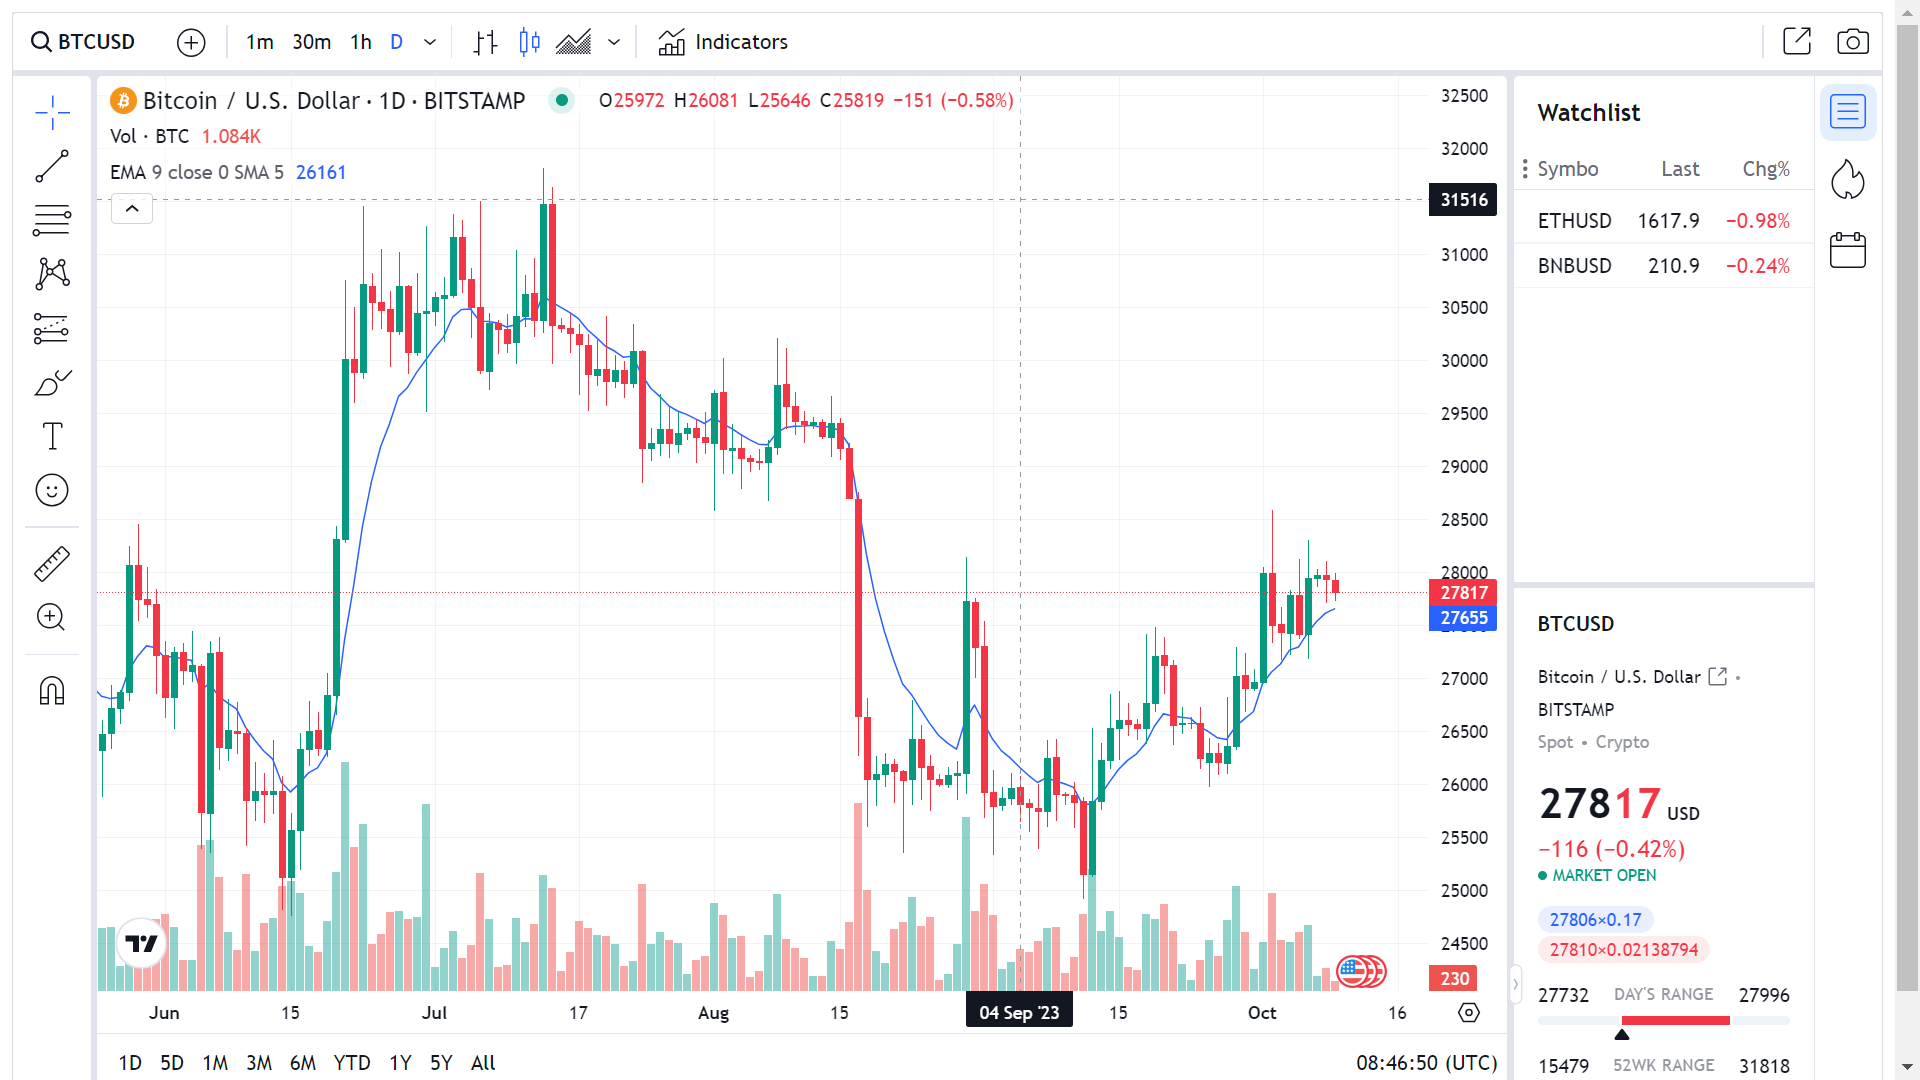 BTCUSD 1m 30m 1h D Indicators
Bitcoin / U.S. Dollar · 1D · BITSTAMP O25972 H26081 L25646 C25819 −151 (−0.58%)
Vol · BTC 1.084K
EMA 9 close 0 SMA 5 26161
32500
32000
31516
31000
30500
30000
29500
29000
28500
28000
27817
27655
27000
26500
26000
25500
25000
24500
230
Jun 15 Jul 17 Aug 15 04 Sep '23 15 Oct 16
1D 5D 1M 3M 6M YTD 1Y 5Y All 08:46:50 (UTC)
Watchlist
Symbo Last Chg%
ETHUSD 1617.9 −0.98%
BNBUSD 210.9 −0.24%
BTCUSD
Bitcoin / U.S. Dollar •
BITSTAMP
Spot • Crypto
27817 USD
−116 (−0.42%)
MARKET OPEN
27806×0.17
27810×0.02138794
27732 DAY'S RANGE 27996
15479 52WK RANGE 31818